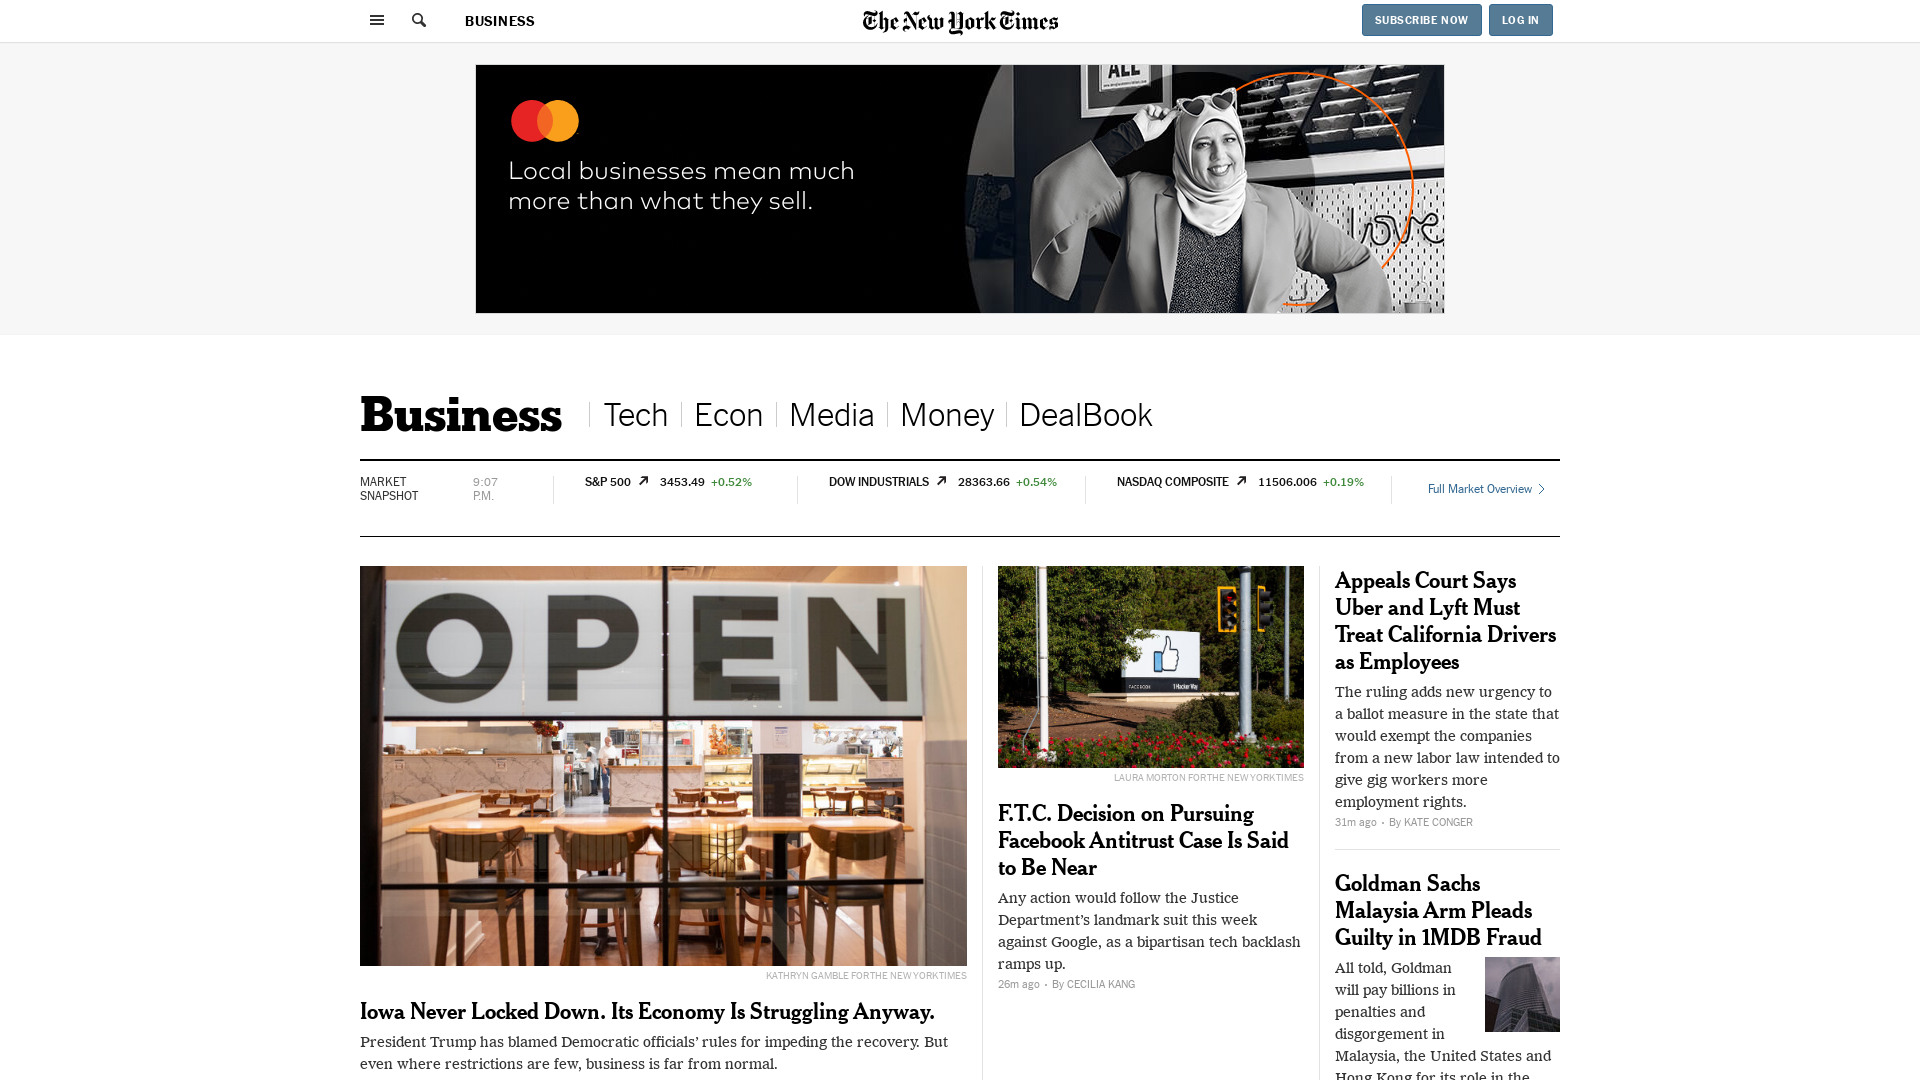 BUSINESS
The New York Times
SUBSCRIBE NOW
LOG IN
ALL
Local businesses mean much
more than what they sell.
love
Business
Tech
Econ
Media
Money
DealBook
MARKET
SNAPSHOT
9:07
P.M.
S&P 500 3453.49 +0.52%
DOW INDUSTRIALS 28363.66 +0.54%
NASDAQ COMPOSITE 11506.006 +0.19%
Full Market Overview
OPEN
KATHRYN GAMBLE FOR THE NEW YORK TIMES
Iowa Never Locked Down. Its Economy Is Struggling Anyway.
President Trump has blamed Democratic officials’ rules for impeding the recovery. But
even where restrictions are few, business is far from normal.
FACEBOOK
1 Hacker Way
LAURA MORTON FOR THE NEW YORK TIMES
F.T.C. Decision on Pursuing
Facebook Antitrust Case Is Said
to Be Near
Any action would follow the Justice
Department’s landmark suit this week
against Google, as a bipartisan tech backlash
ramps up.
26m ago • By CECILIA KANG
Appeals Court Says
Uber and Lyft Must
Treat California Drivers
as Employees
The ruling adds new urgency to
a ballot measure in the state that
would exempt the companies
from a new labor law intended to
give gig workers more
employment rights.
31m ago • By KATE CONGER
Goldman Sachs
Malaysia Arm Pleads
Guilty in 1MDB Fraud
All told, Goldman
will pay billions in
penalties and
disgorgement in
Malaysia, the United States and
Hong Kong for its role in the